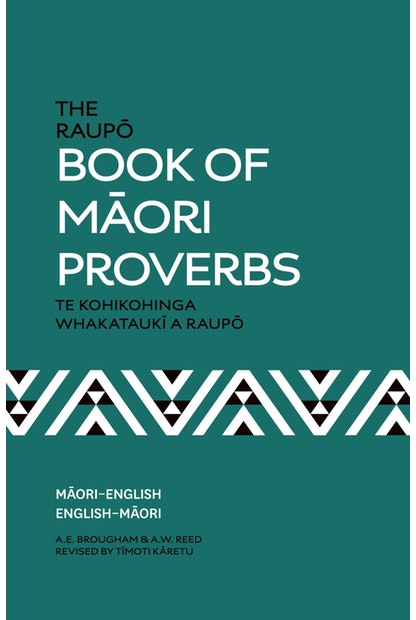 THE
RAUPŌ
BOOK OF
MĀORI
PROVERBS
TE KOHIKOHINGA
WHAKATAUKĪ A RAUPŌ
MĀORI–ENGLISH
ENGLISH–MĀORI
A.E. BROUGHAM & A.W. REED
REVISED BY TĪMOTI KĀRETU